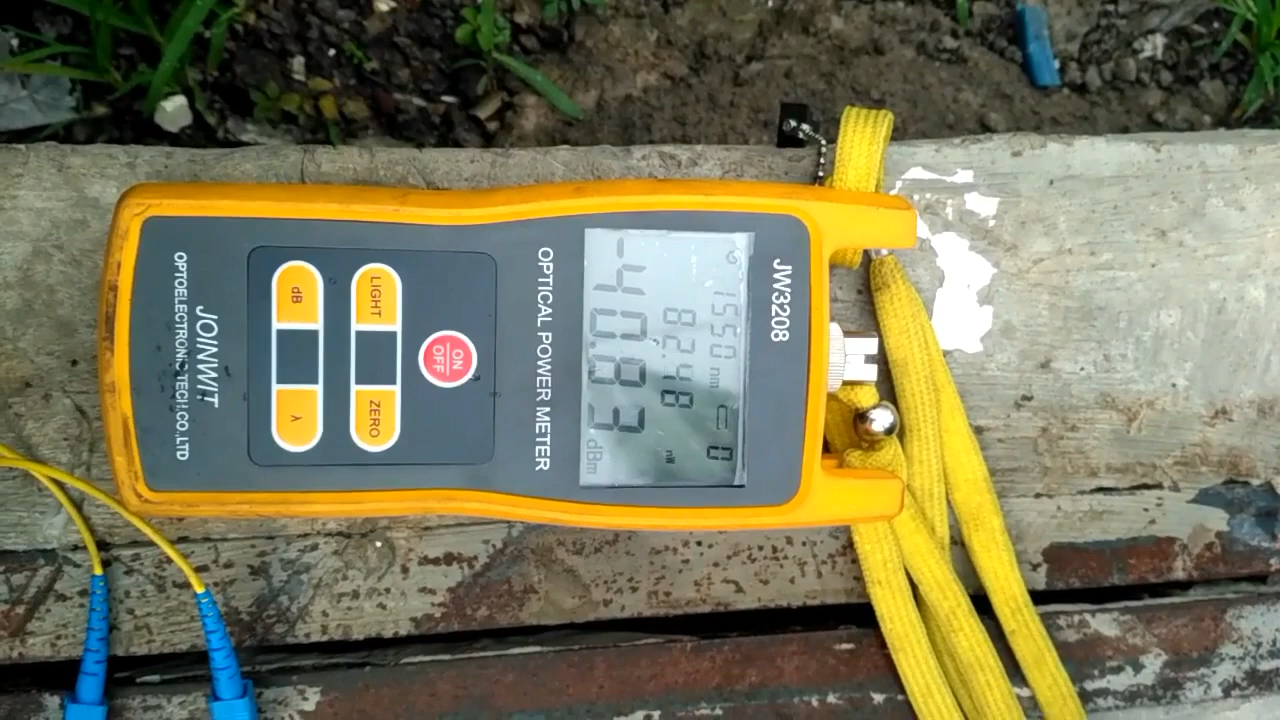 JW3208
1550 nm
82.48 nW
-40.83 dBm
OPTICAL POWER METER
ON
OFF
LIGHT ZERO
dB λ
JOINWIT
OPTOELECTRONIC TECH.CO.,LTD